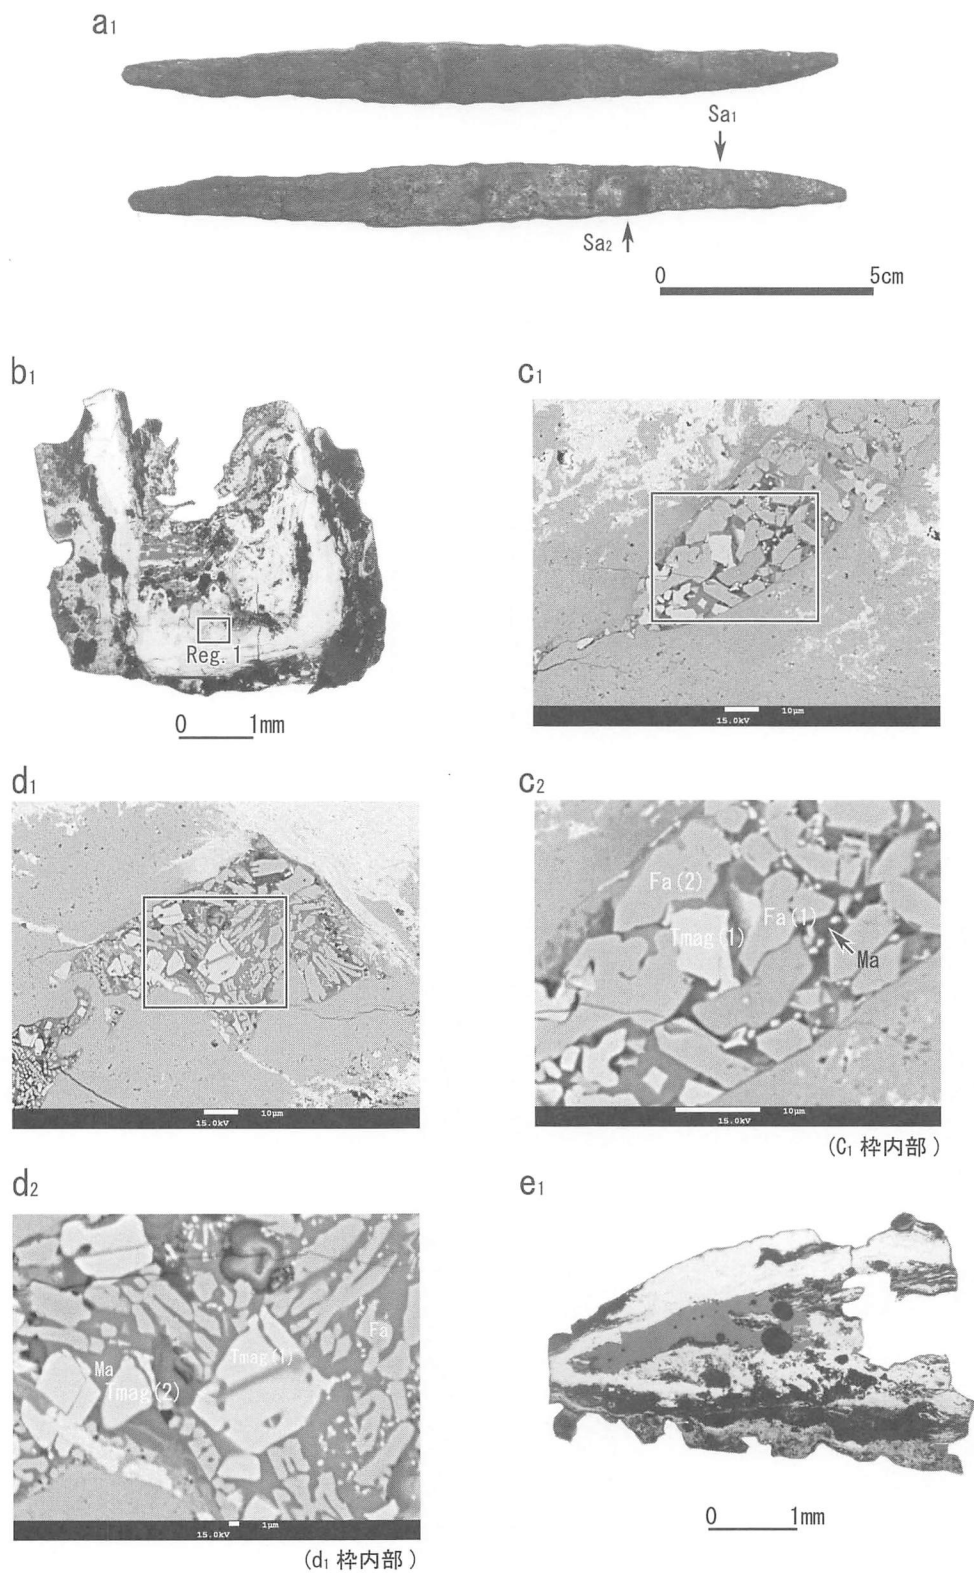 a1
Sa1
Sa2
0 5cm
b1
Reg. 1
0 1mm
c1
15.0kV 10μm
d1
15.0kV 10μm
c2
Fa(2)
Fa(1)
Tmag(1)
Ma
15.0kV 10μm
(C1 枠内部)
d2
Fa
Tmag(1)
Ma
Tmag(2)
15.0kV 1μm
(d1 枠内部)
e1
0 1mm